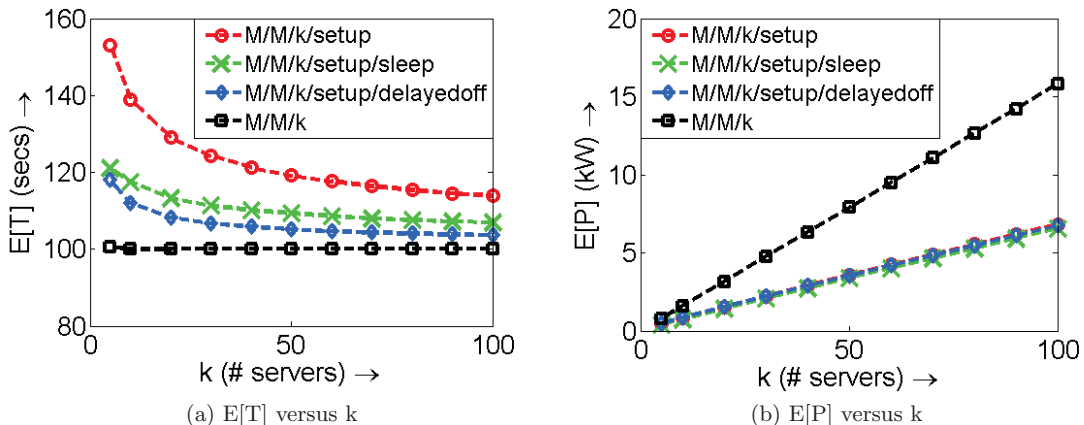 160
140
120
100
80
0
50
100
E[T] (secs) →
k (# servers) →
M/M/k/setup
M/M/k/setup/sleep
M/M/k/setup/delayedoff
M/M/k
(a) E[T] versus k
20
15
10
5
0
0
50
100
E[P] (kW) →
k (# servers) →
M/M/k/setup
M/M/k/setup/sleep
M/M/k/setup/delayedoff
M/M/k
(b) E[P] versus k